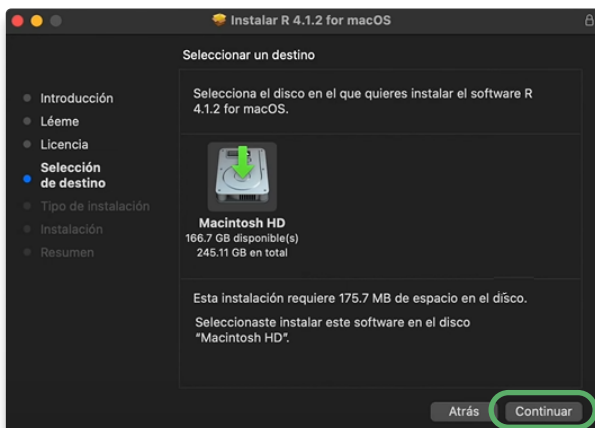 Instalar R 4.1.2 for macOS
Seleccionar un destino
Introducción
Léeme
Licencia
Selección
de destino
Tipo de instalación
Instalación
Resumen
Selecciona el disco en el que quieres instalar el software R
4.1.2 for macOS.
Macintosh HD
166.7 GB disponible(s)
245.11 GB en total
Esta instalación requiere 175.7 MB de espacio en el disco.
Seleccionaste instalar este software en el disco
“Macintosh HD”.
Atrás
Continuar